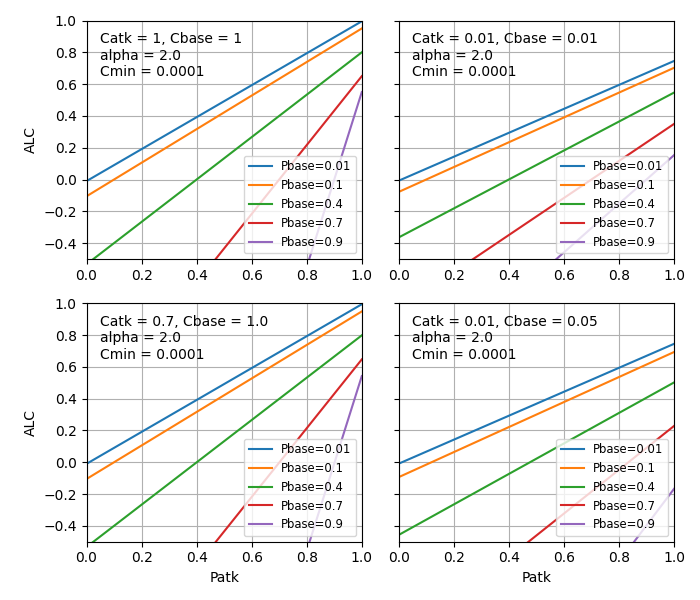 Catk = 1, Cbase = 1
alpha = 2.0
Cmin = 0.0001
ALC
1.0
0.8
0.6
0.4
0.2
0.0
−0.2
−0.4
Pbase=0.01
Pbase=0.1
Pbase=0.4
Pbase=0.7
Pbase=0.9
0.0 0.2 0.4 0.6 0.8 1.0
Catk = 0.01, Cbase = 0.01
alpha = 2.0
Cmin = 0.0001
Pbase=0.01
Pbase=0.1
Pbase=0.4
Pbase=0.7
Pbase=0.9
0.0 0.2 0.4 0.6 0.8 1.0
Catk = 0.7, Cbase = 1.0
alpha = 2.0
Cmin = 0.0001
ALC
1.0
0.8
0.6
0.4
0.2
0.0
−0.2
−0.4
Pbase=0.01
Pbase=0.1
Pbase=0.4
Pbase=0.7
Pbase=0.9
0.0 0.2 0.4 0.6 0.8 1.0
Patk
Catk = 0.01, Cbase = 0.05
alpha = 2.0
Cmin = 0.0001
Pbase=0.01
Pbase=0.1
Pbase=0.4
Pbase=0.7
Pbase=0.9
0.0 0.2 0.4 0.6 0.8 1.0
Patk